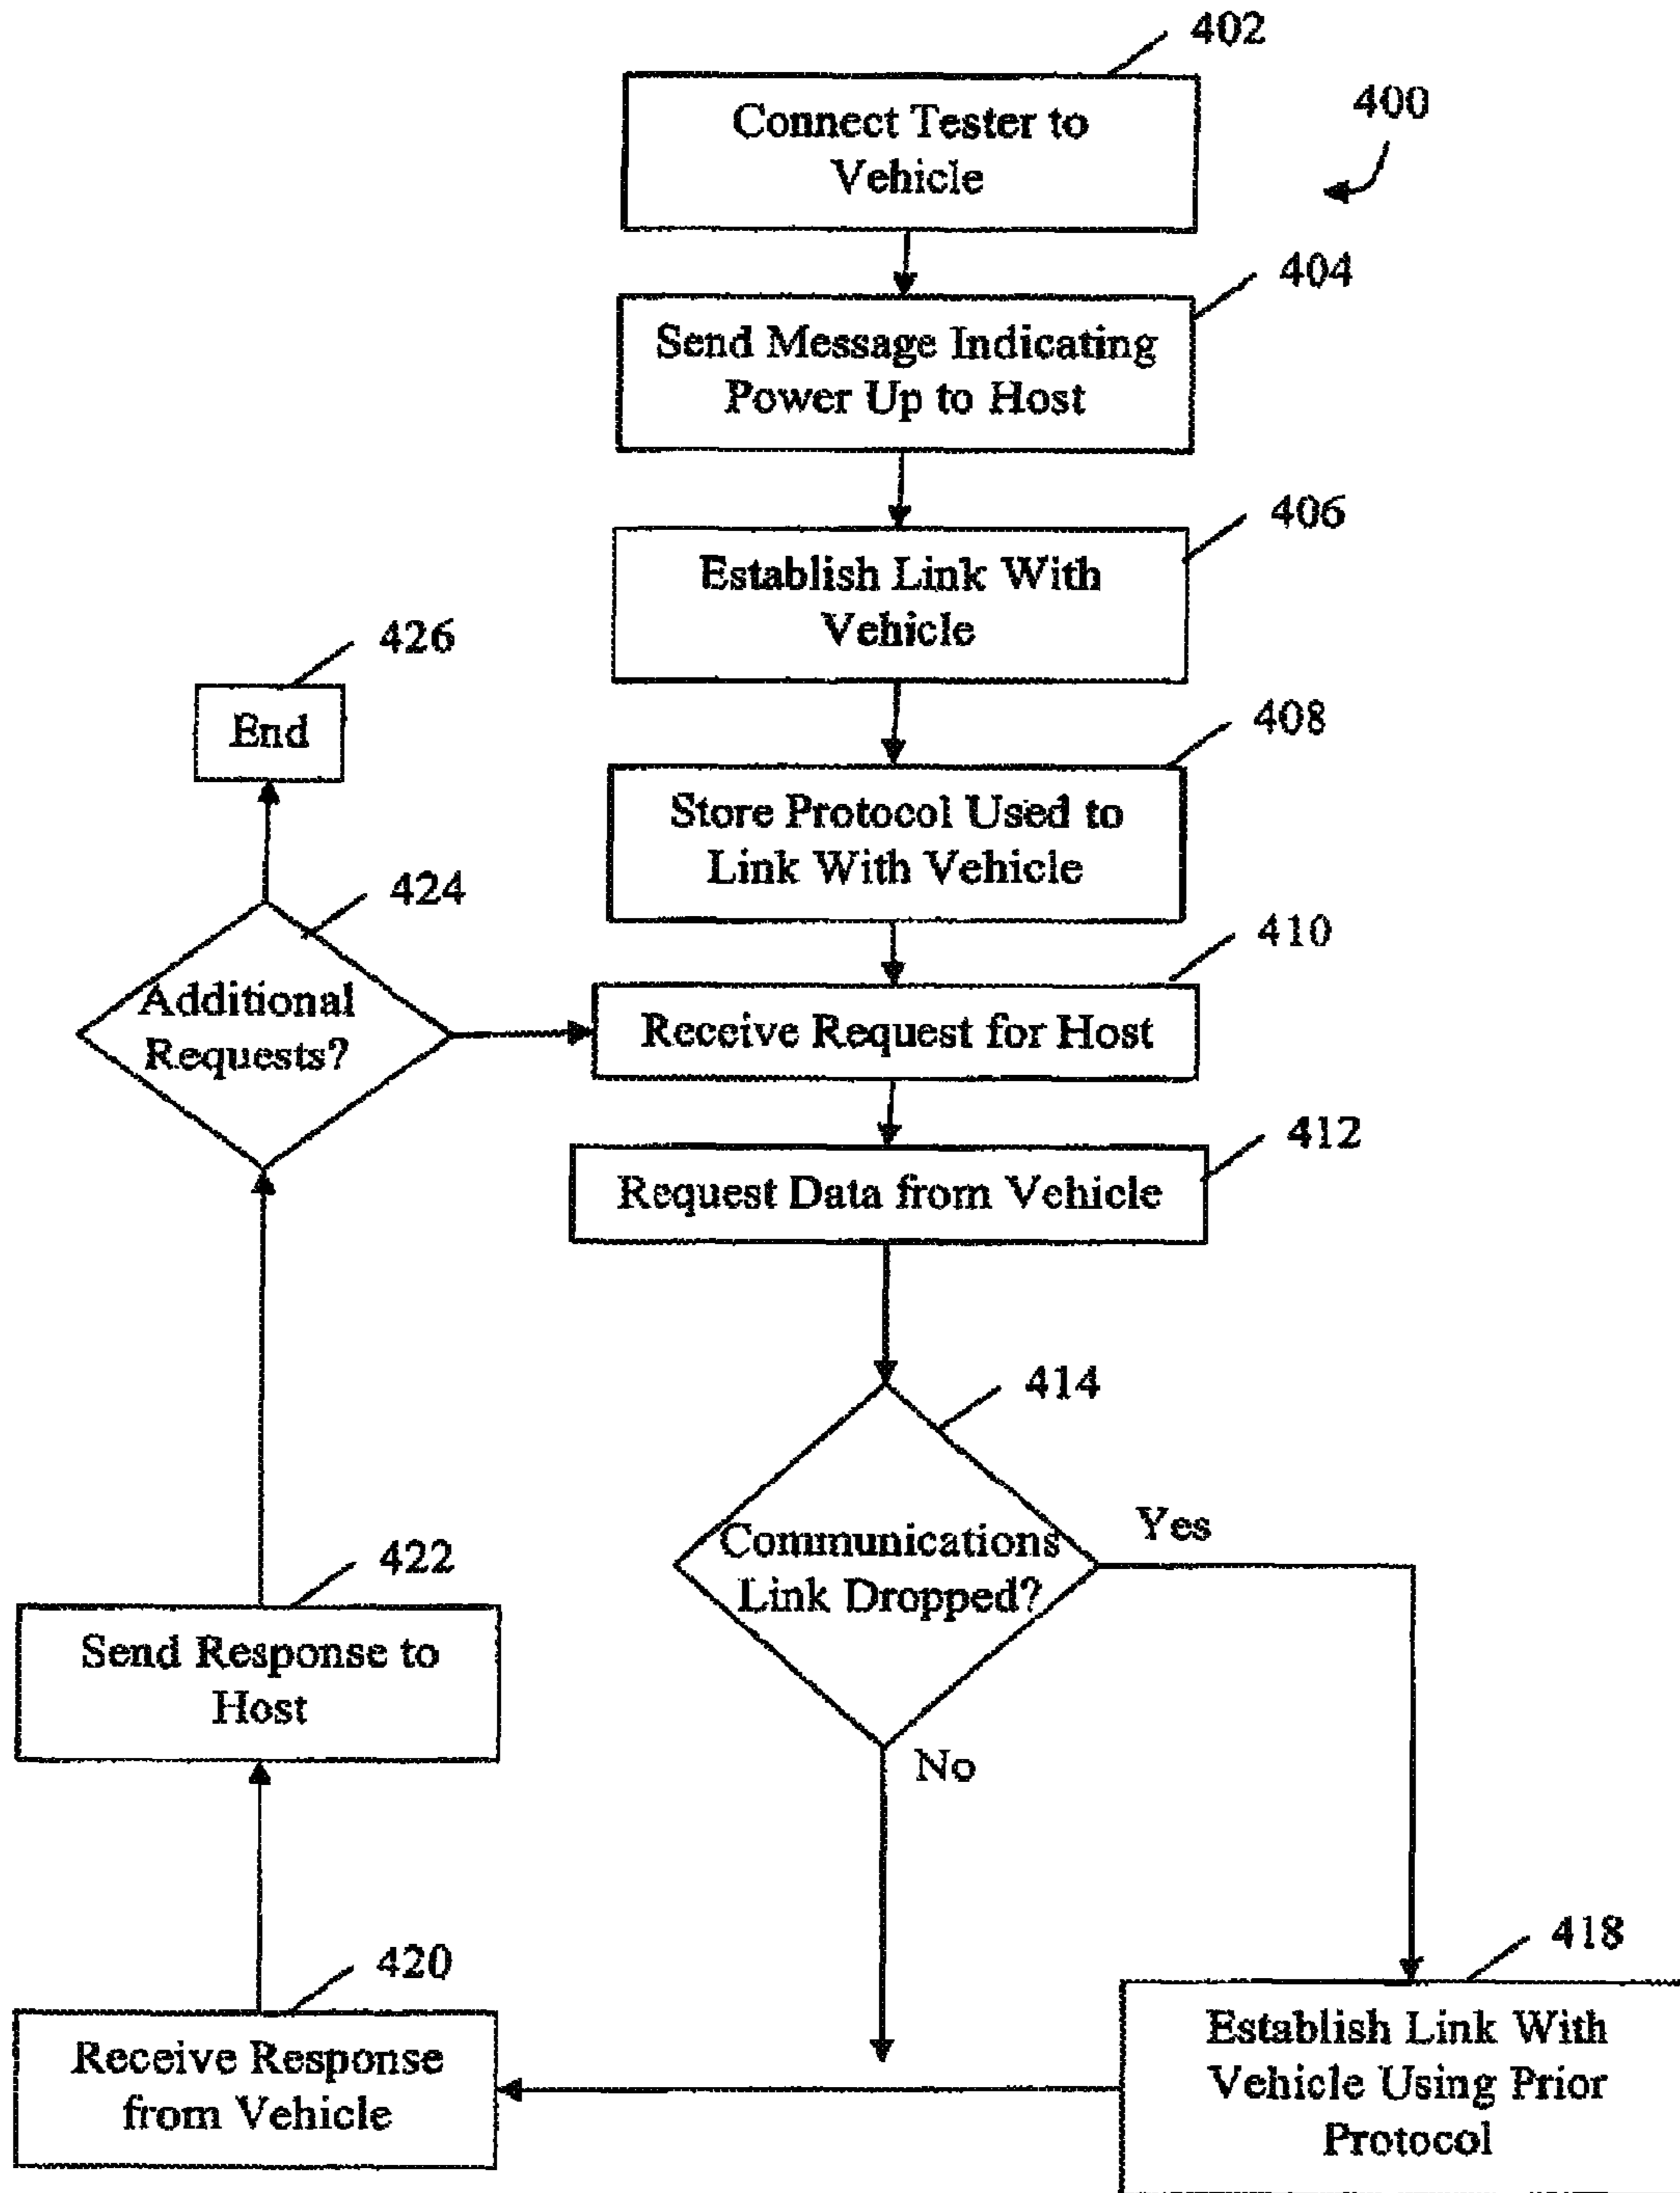 402
Connect Tester to
Vehicle
400
404
Send Message Indicating
Power Up to Host
406
Establish Link With
Vehicle
426
End
408
Store Protocol Used to
Link With Vehicle
424
Additional
Requests?
410
Receive Request for Host
412
Request Data from Vehicle
414
Communications
Link Dropped?
Yes
No
422
Send Response to
Host
420
Receive Response
from Vehicle
418
Establish Link With
Vehicle Using Prior
Protocol